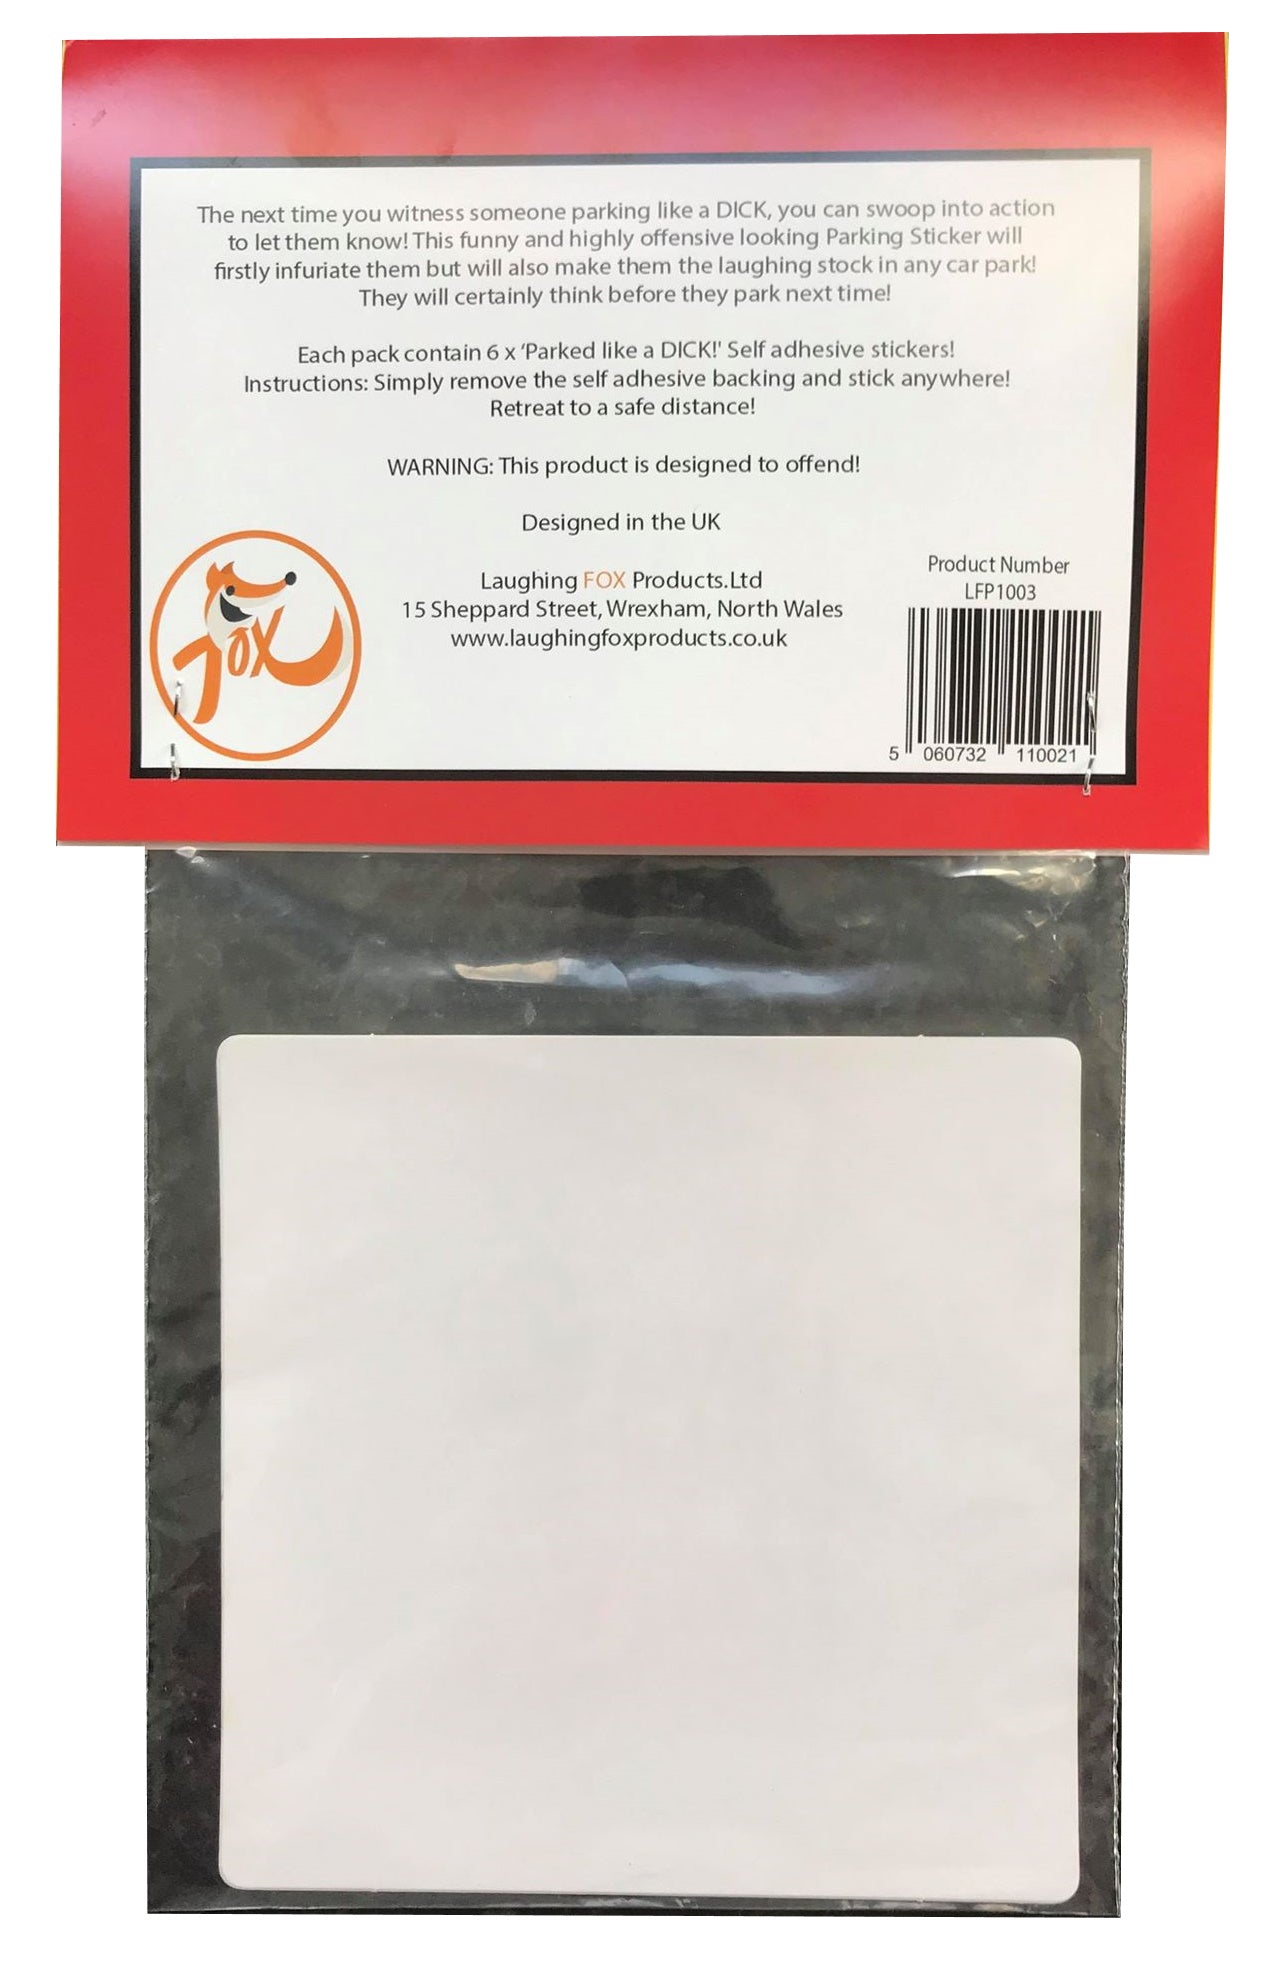 The next time you witness someone parking like a DICK, you can swoop into action
to let them know! This funny and highly offensive looking Parking Sticker will
firstly infuriate them but will also make them the laughing stock in any car park!
They will certainly think before they park next time!
Each pack contain 6 x 'Parked like a DICK!' Self adhesive stickers!
Instructions: Simply remove the self adhesive backing and stick anywhere!
Retreat to a safe distance!
WARNING: This product is designed to offend!
Designed in the UK
Fox
Laughing FOX Products.Ltd
15 Sheppard Street, Wrexham, North Wales
www.laughingfoxproducts.co.uk
Product Number
LFP1003
5 060732 110021